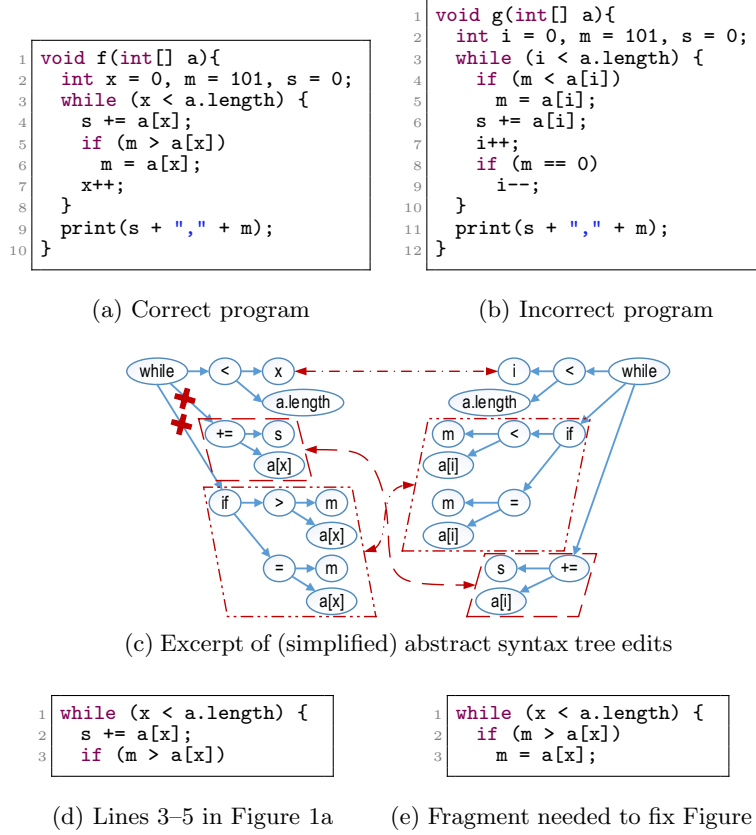 1 void f(int[] a){
2 int x = 0, m = 101, s = 0;
3 while (x < a.length) {
4 s += a[x];
5 if (m > a[x])
6 m = a[x];
7 x++;
8 }
9 print(s + "," + m);
10 }
(a) Correct program
1 void g(int[] a){
2 int i = 0, m = 101, s = 0;
3 while (i < a.length) {
4 if (m < a[i])
5 m = a[i];
6 s += a[i];
7 i++;
8 if (m == 0)
9 i--;
10 }
11 print(s + "," + m);
12 }
(b) Incorrect program
while < x i < while
a.length a.length
+= s m < if
a[x] a[i]
if > m m =
a[x] a[i]
= m s +=
a[x] a[i]
(c) Excerpt of (simplified) abstract syntax tree edits
1 while (x < a.length) {
2 s += a[x];
3 if (m > a[x])
(d) Lines 3–5 in Figure 1a
1 while (x < a.length) {
2 if (m > a[x])
3 m = a[x];
(e) Fragment needed to fix Figure